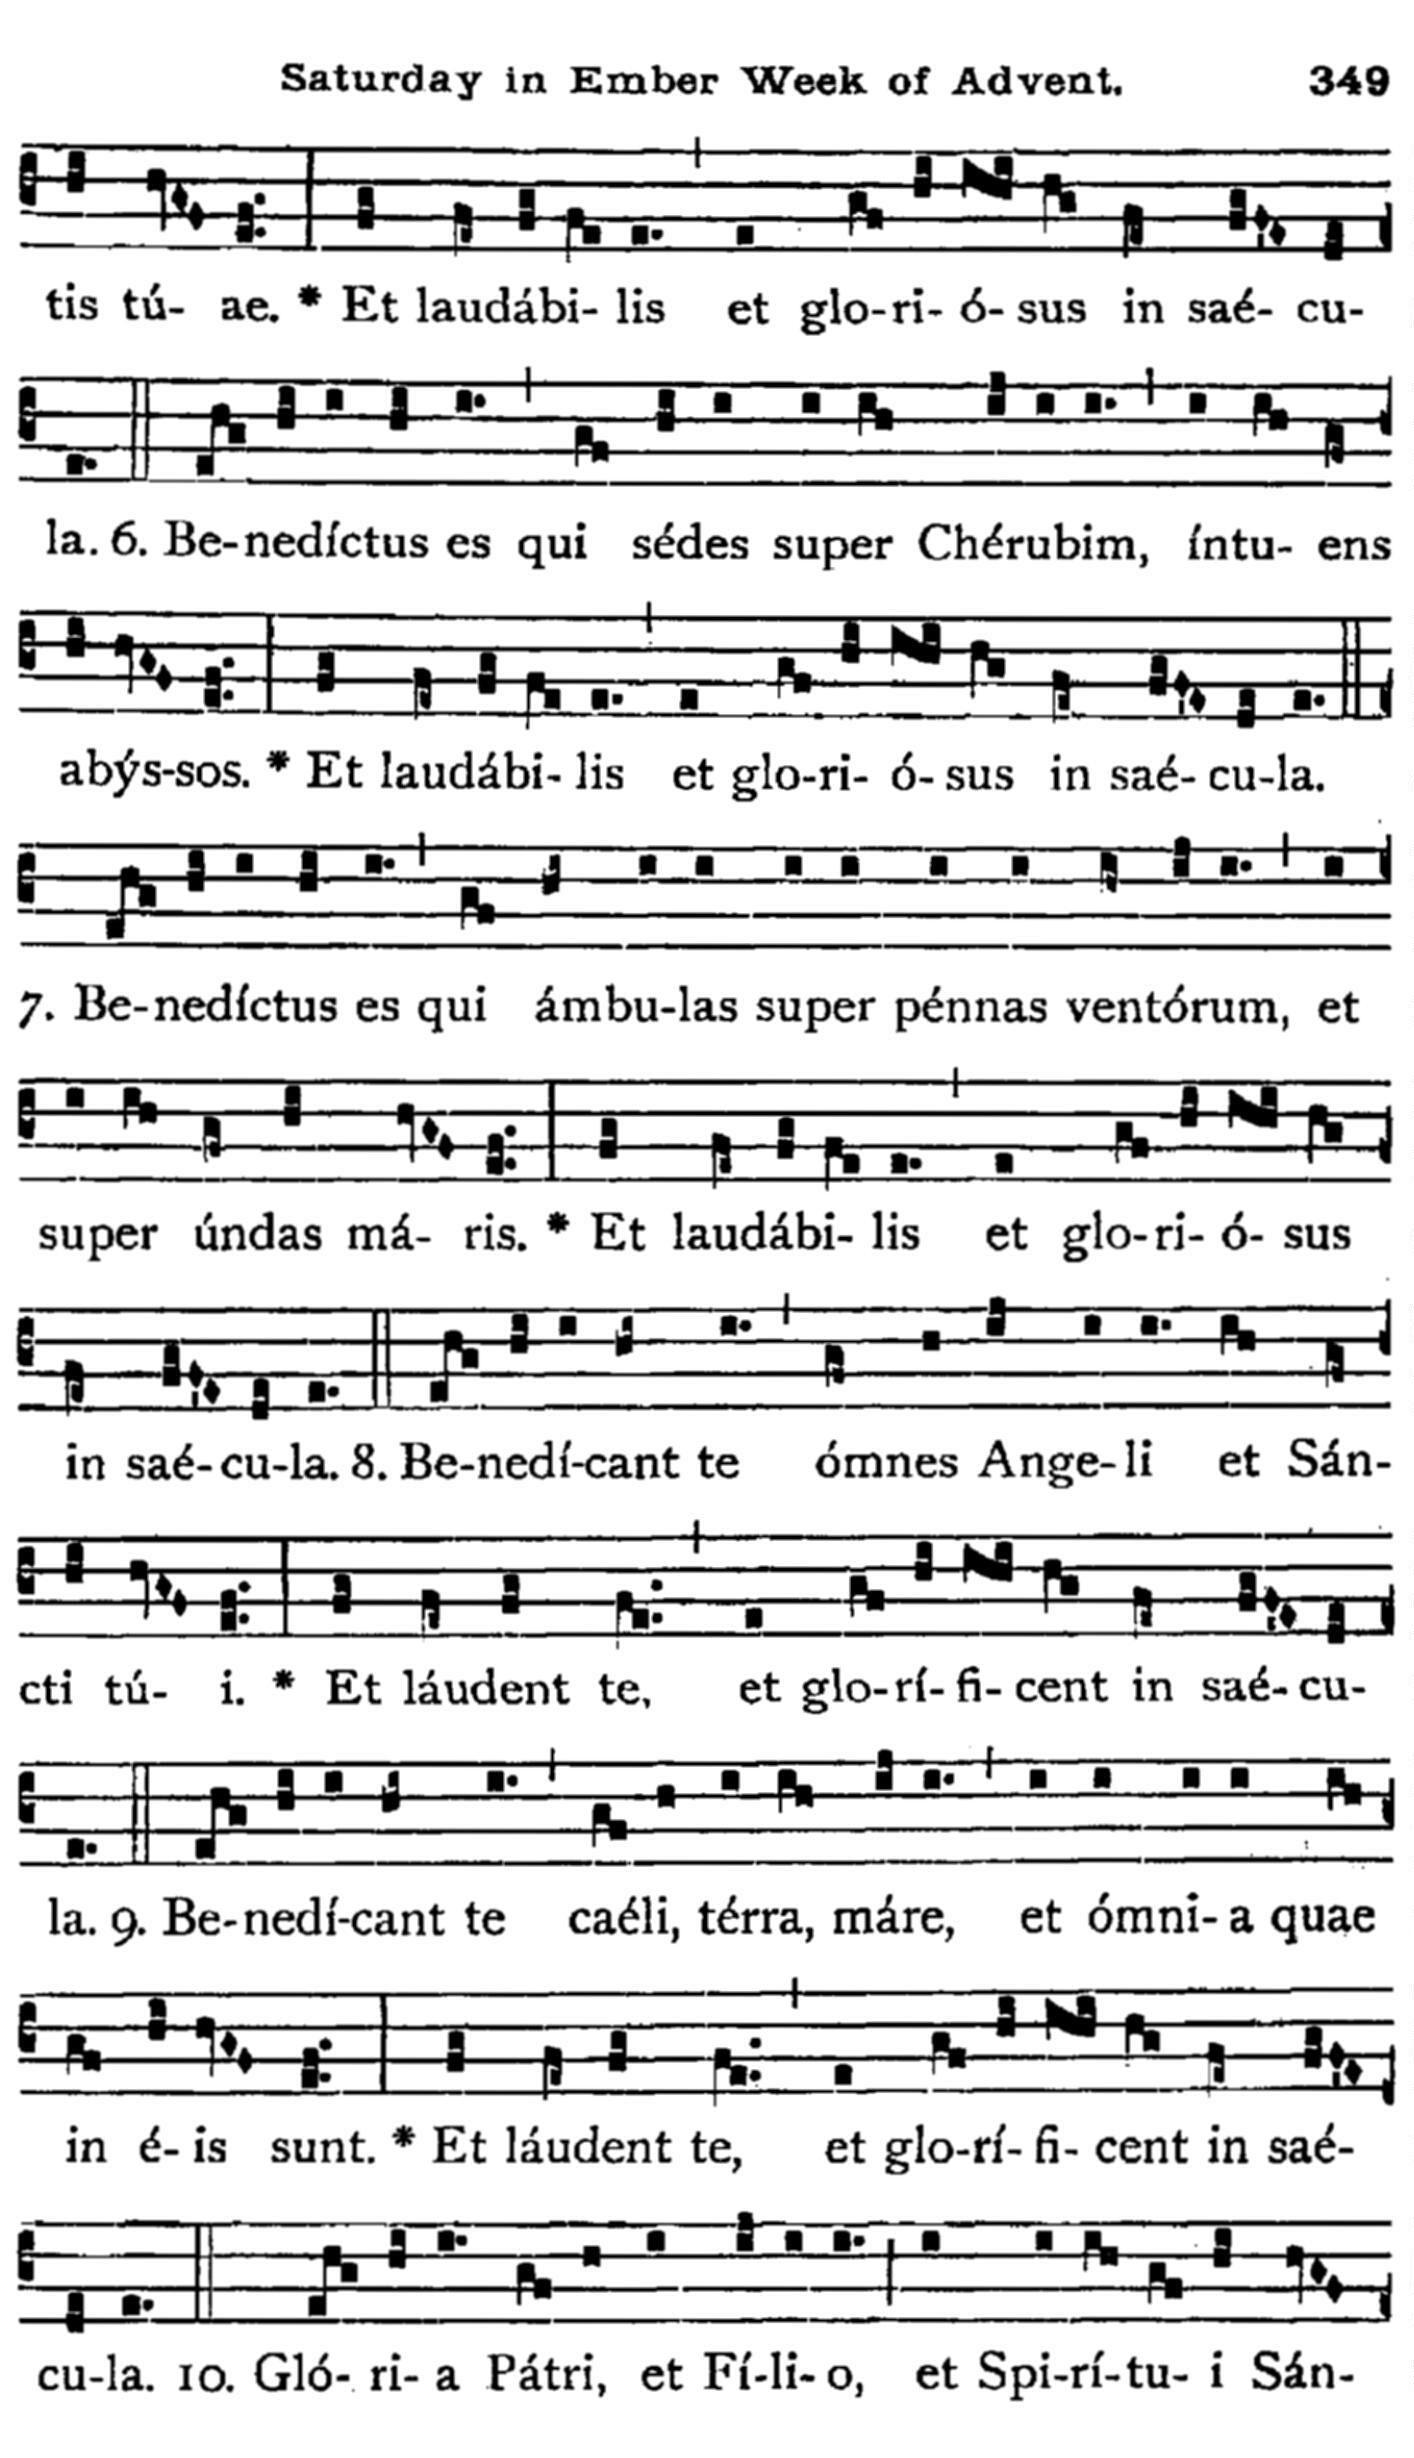 Saturday in Ember Week of Advent. 349
tis tú- ae. * Et laudábi- lis et glo-ri- ó- sus in saé- cu-
la. 6. Be-nedíctus es qui sédes super Chérubim, íntu- ens
abýs-sos. * Et laudábi- lis et glo-ri- ó- sus in saé- cu-la.
7. Be-nedíctus es qui ámbu-las super pénnas ventórum, et
super úndas má- ris. * Et laudábi- lis et glo-ri- ó- sus
in saé-cu-la. 8. Be-nedí-cant te ómnes Ange-li et Sán-
cti tú- i. * Et láudent te, et glo-rí- fi- cent in saé-cu-
la. 9. Be-nedí-cant te caéli, térra, máre, et ómni- a quae
in é- is sunt. * Et láudent te, et glo-rí- fi- cent in saé-
cu-la. 10. Gló- ri- a Pátri, et Fí-li- o, et Spi-rí-tu- i Sán-